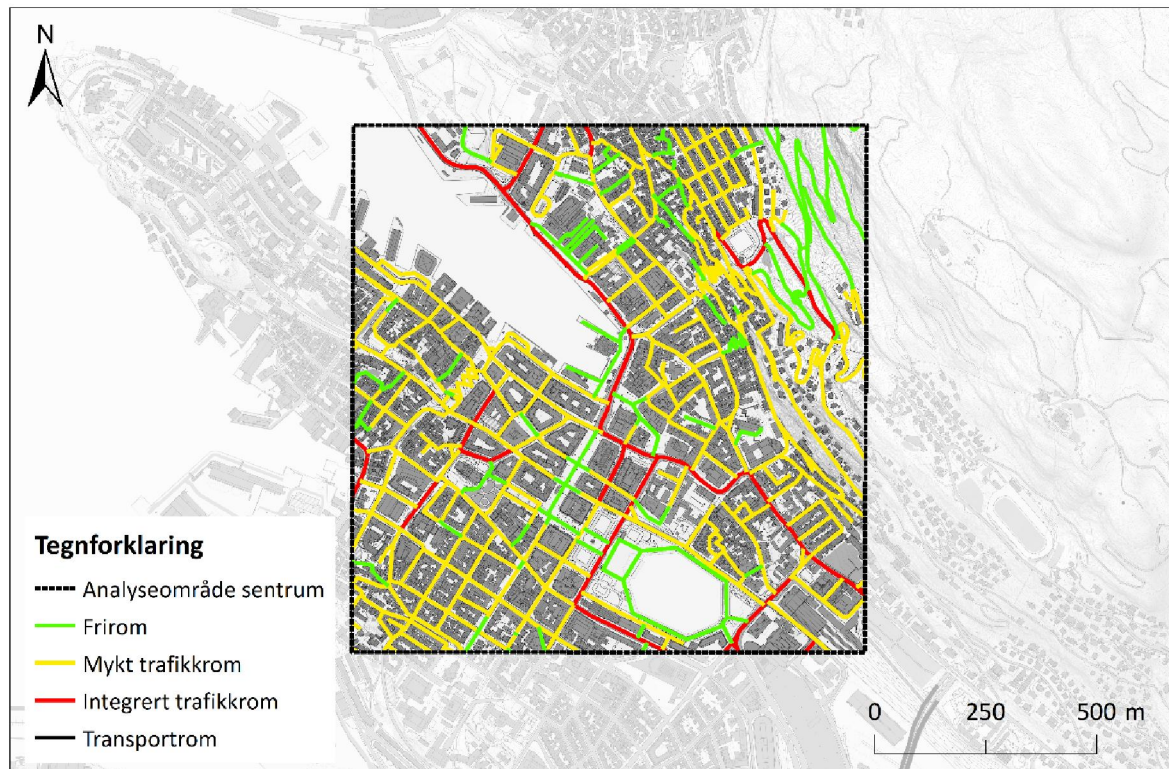 N
Tegnforklaring
Analyseområde sentrum
Frirom
Mykt trafikkrom
Integrert trafikkrom
Transportrom
0 250 500 m